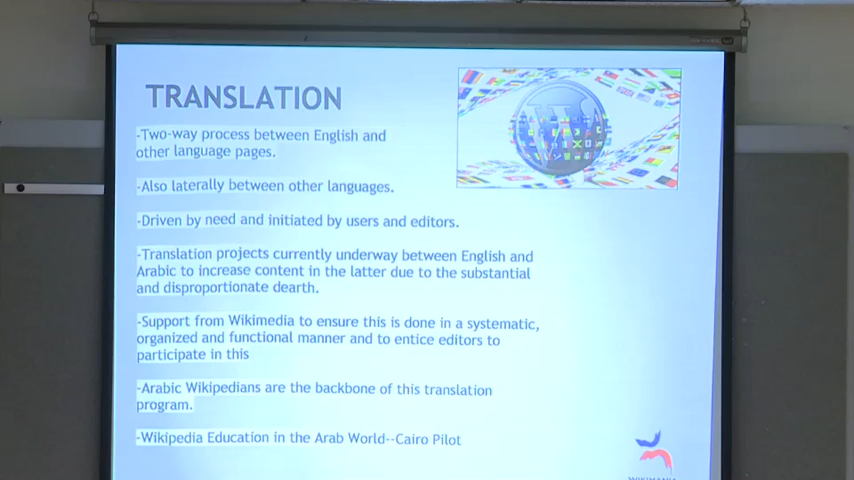 TRANSLATION
-Two-way process between English and
other language pages.
-Also laterally between other languages.
-Driven by need and initiated by users and editors.
-Translation projects currently underway between English and
Arabic to increase content in the latter due to the substantial
and disproportionate dearth.
-Support from Wikimedia to ensure this is done in a systematic,
organized and functional manner and to entice editors to
participate in this
-Arabic Wikipedians are the backbone of this translation
program.
-Wikipedia Education in the Arab World--Cairo Pilot
WIKIMANIA